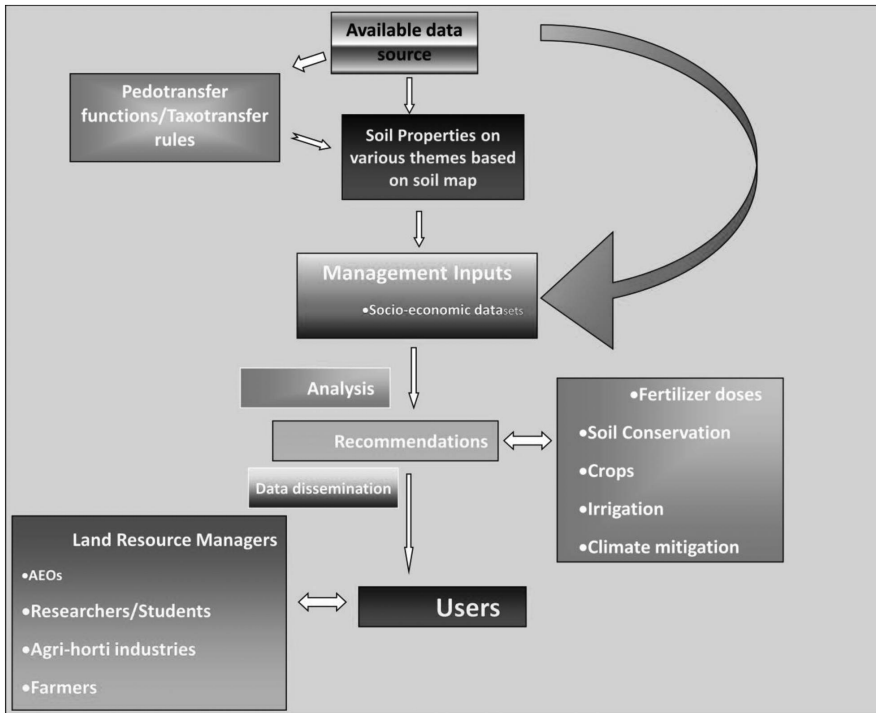 Available data
source
Pedotransfer
functions/Taxotransfer
rules
Soil Properties on
various themes based
on soil map
Management Inputs
•Socio-economic datasets
Analysis
Recommendations
•Fertilizer doses
•Soil Conservation
•Crops
•Irrigation
•Climate mitigation
Data dissemination
Land Resource Managers
•AEOs
•Researchers/Students
•Agri-horti industries
•Farmers
Users